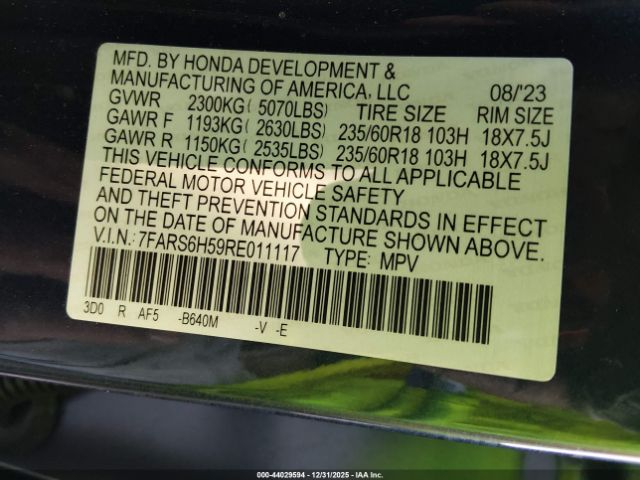 MFD. BY HONDA DEVELOPMENT &
MANUFACTURING OF AMERICA, LLC 08/'23
GVWR 2300KG (5070LBS) TIRE SIZE RIM SIZE
GAWR F 1193KG (2630LBS) 235/60R18 103H 18X7.5J
GAWR R 1150KG (2535LBS) 235/60R18 103H 18X7.5J
THIS VEHICLE CONFORMS TO ALL APPLICABLE
FEDERAL MOTOR VEHICLE SAFETY
AND THEFT PREVENTION STANDARDS IN EFFECT
ON THE DATE OF MANUFACTURE SHOWN ABOVE.
V.I.N.: 7FARS6H59RE011117 TYPE: MPV
3D0 R AF5 -B640M -V -E
000-44029594 - 12/31/2025 - IAA Inc.